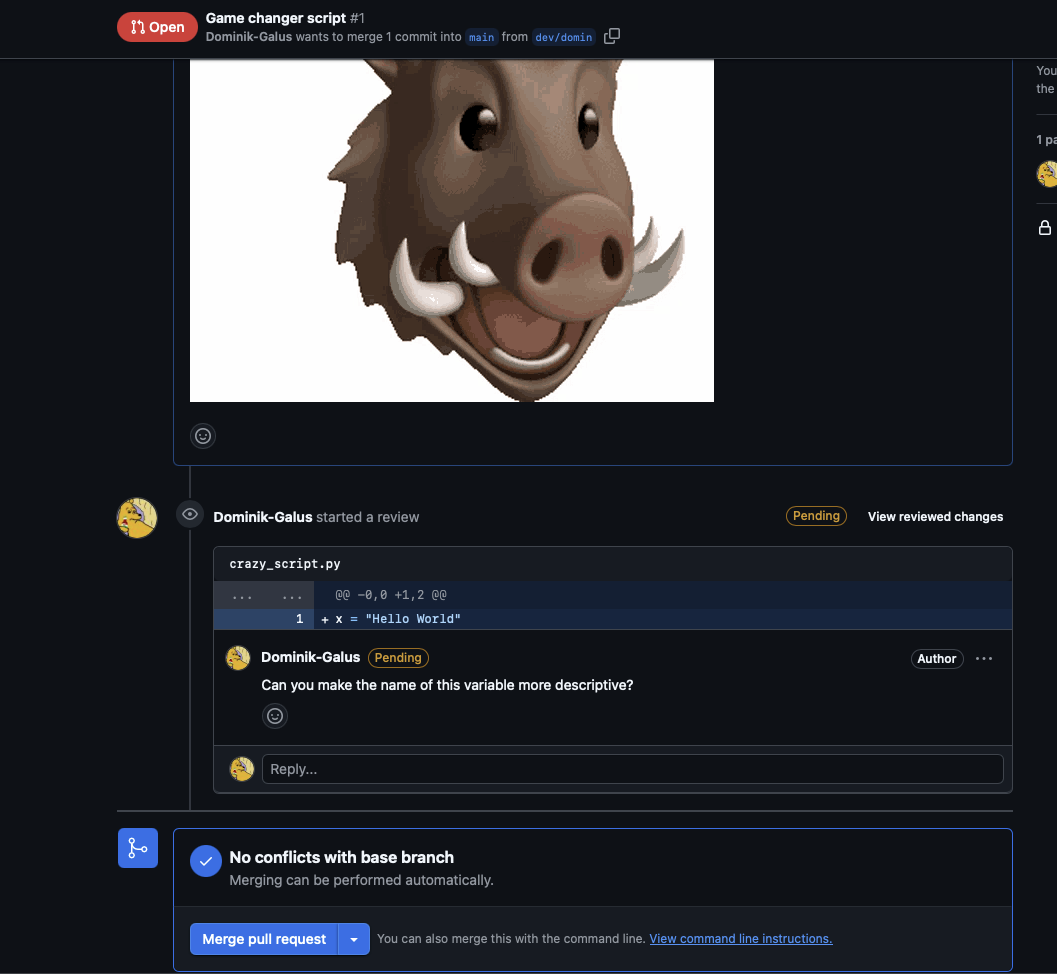 Open
Game changer script #1
Dominik-Galus wants to merge 1 commit into main from dev/domin
You
the
1 pa
Dominik-Galus started a review
Pending
View reviewed changes
crazy_script.py
... ... @@ -0,0 +1,2 @@
1 + x = "Hello World"
Dominik-Galus Pending
Author ...
Can you make the name of this variable more descriptive?
Reply...
No conflicts with base branch
Merging can be performed automatically.
Merge pull request
You can also merge this with the command line. View command line instructions.